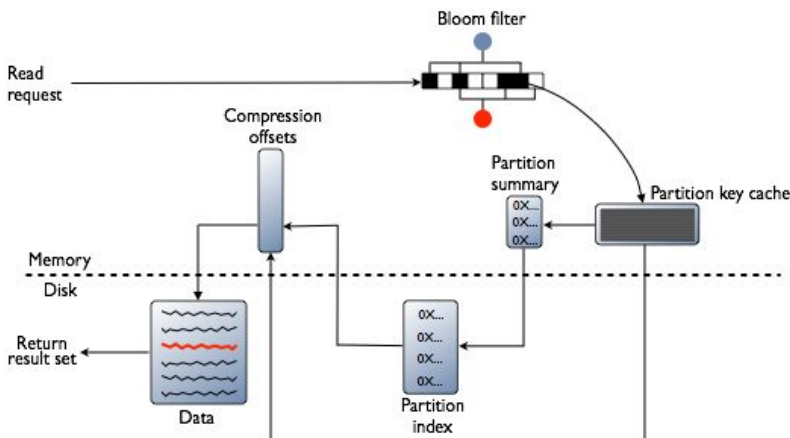 Bloom filter
Read
request
Compression
offsets
Partition
summary
Partition key cache
0X...
0X...
0X...
Memory
Disk
0X...
0X...
0X...
0X...
Return
result set
Data
Partition
index